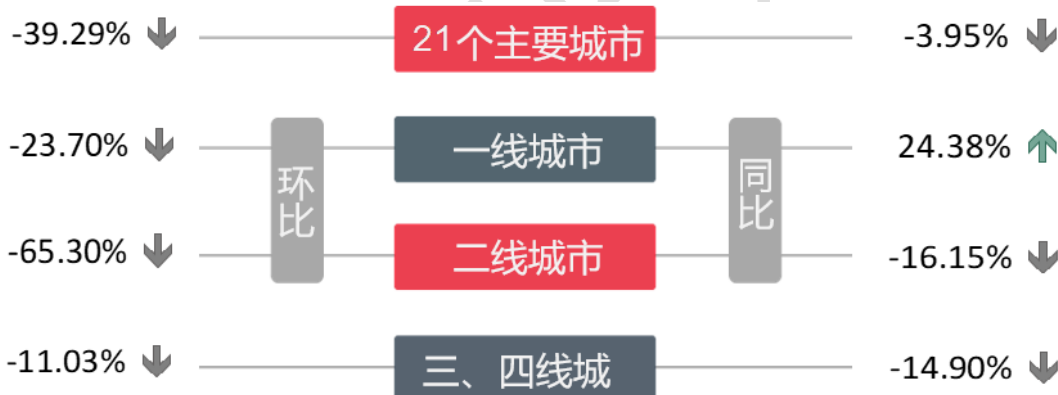 -39.29% 21个主要城市 -3.95%
-23.70% 一线城市 24.38%
环比 同比
-65.30% 二线城市 -16.15%
-11.03% 三、四线城 -14.90%